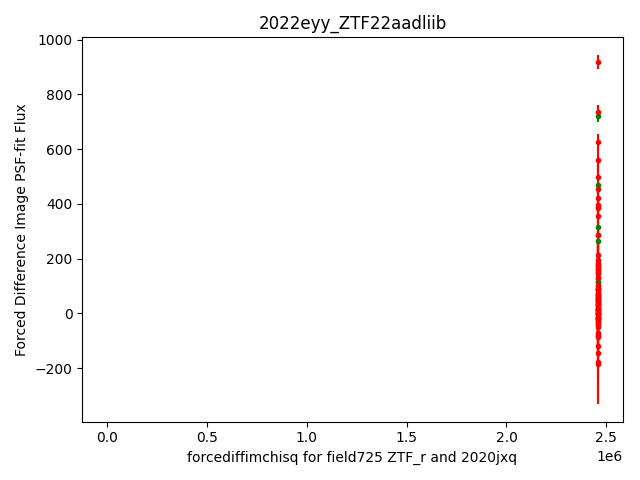 2022eyy_ZTF22aadliib
1000
800
600
400
200
0
−200
Forced Difference Image PSF-fit Flux
0.0 0.5 1.0 1.5 2.0 2.5
1e6
forcediffimchisq for field725 ZTF_r and 2020jxq